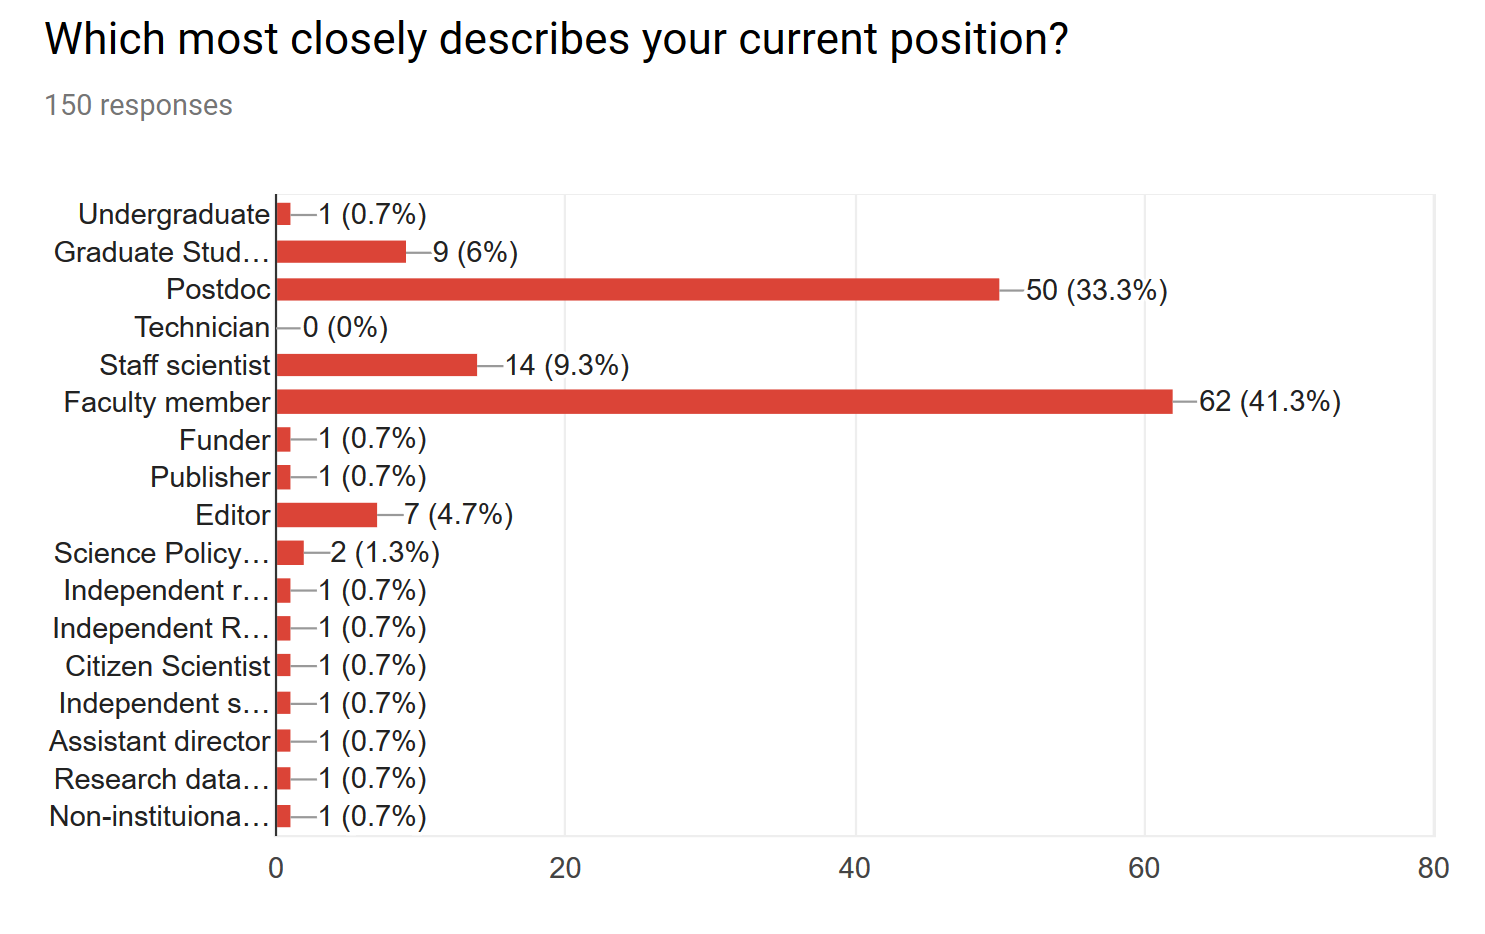 Which most closely describes your current position?
150 responses
Undergraduate 1 (0.7%)
Graduate Stud… 9 (6%)
Postdoc 50 (33.3%)
Technician 0 (0%)
Staff scientist 14 (9.3%)
Faculty member 62 (41.3%)
Funder 1 (0.7%)
Publisher 1 (0.7%)
Editor 7 (4.7%)
Science Policy… 2 (1.3%)
Independent r… 1 (0.7%)
Independent R… 1 (0.7%)
Citizen Scientist 1 (0.7%)
Independent s… 1 (0.7%)
Assistant director 1 (0.7%)
Research data… 1 (0.7%)
Non-instituiona… 1 (0.7%)
0 20 40 60 80